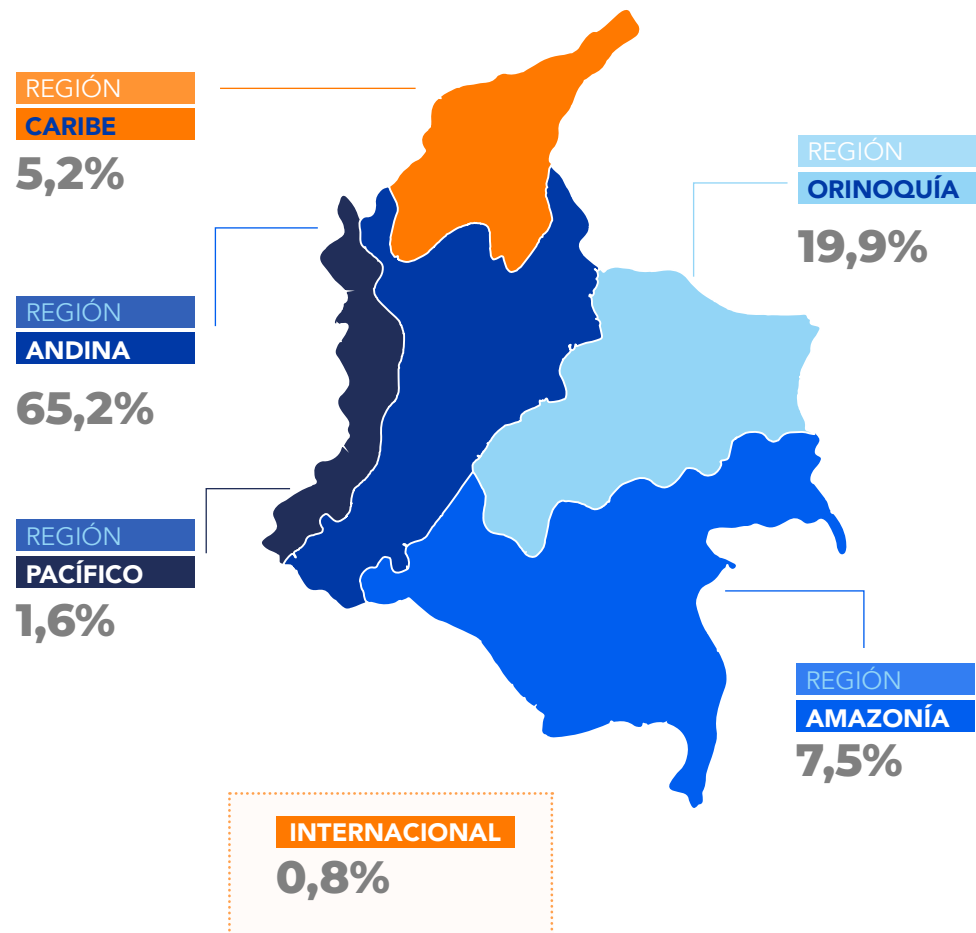 REGIÓN
CARIBE
5,2%
REGIÓN
ORINOQUÍA
19,9%
REGIÓN
ANDINA
65,2%
REGIÓN
PACÍFICO
1,6%
REGIÓN
AMAZONÍA
7,5%
INTERNACIONAL
0,8%